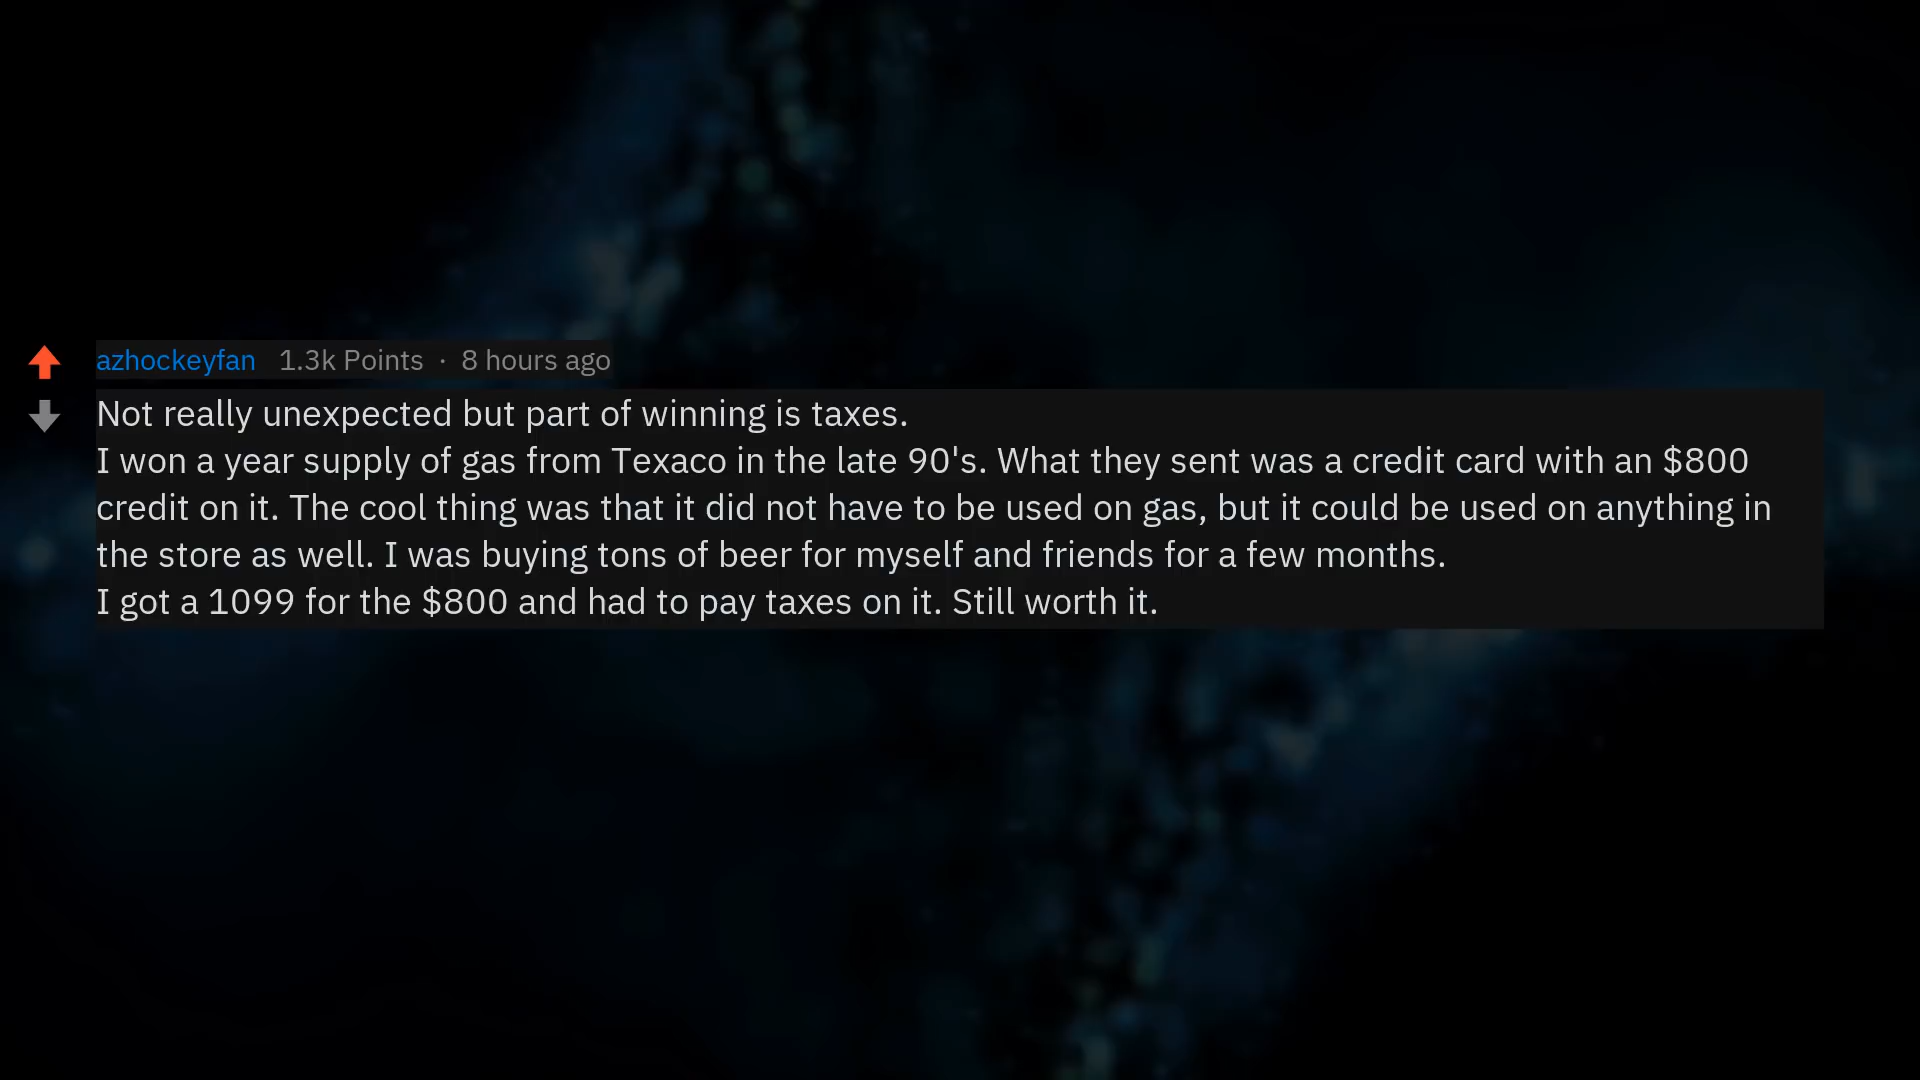 azhockeyfan 1.3k Points · 8 hours ago
Not really unexpected but part of winning is taxes.
I won a year supply of gas from Texaco in the late 90's. What they sent was a credit card with an $800
credit on it. The cool thing was that it did not have to be used on gas, but it could be used on anything in
the store as well. I was buying tons of beer for myself and friends for a few months.
I got a 1099 for the $800 and had to pay taxes on it. Still worth it.